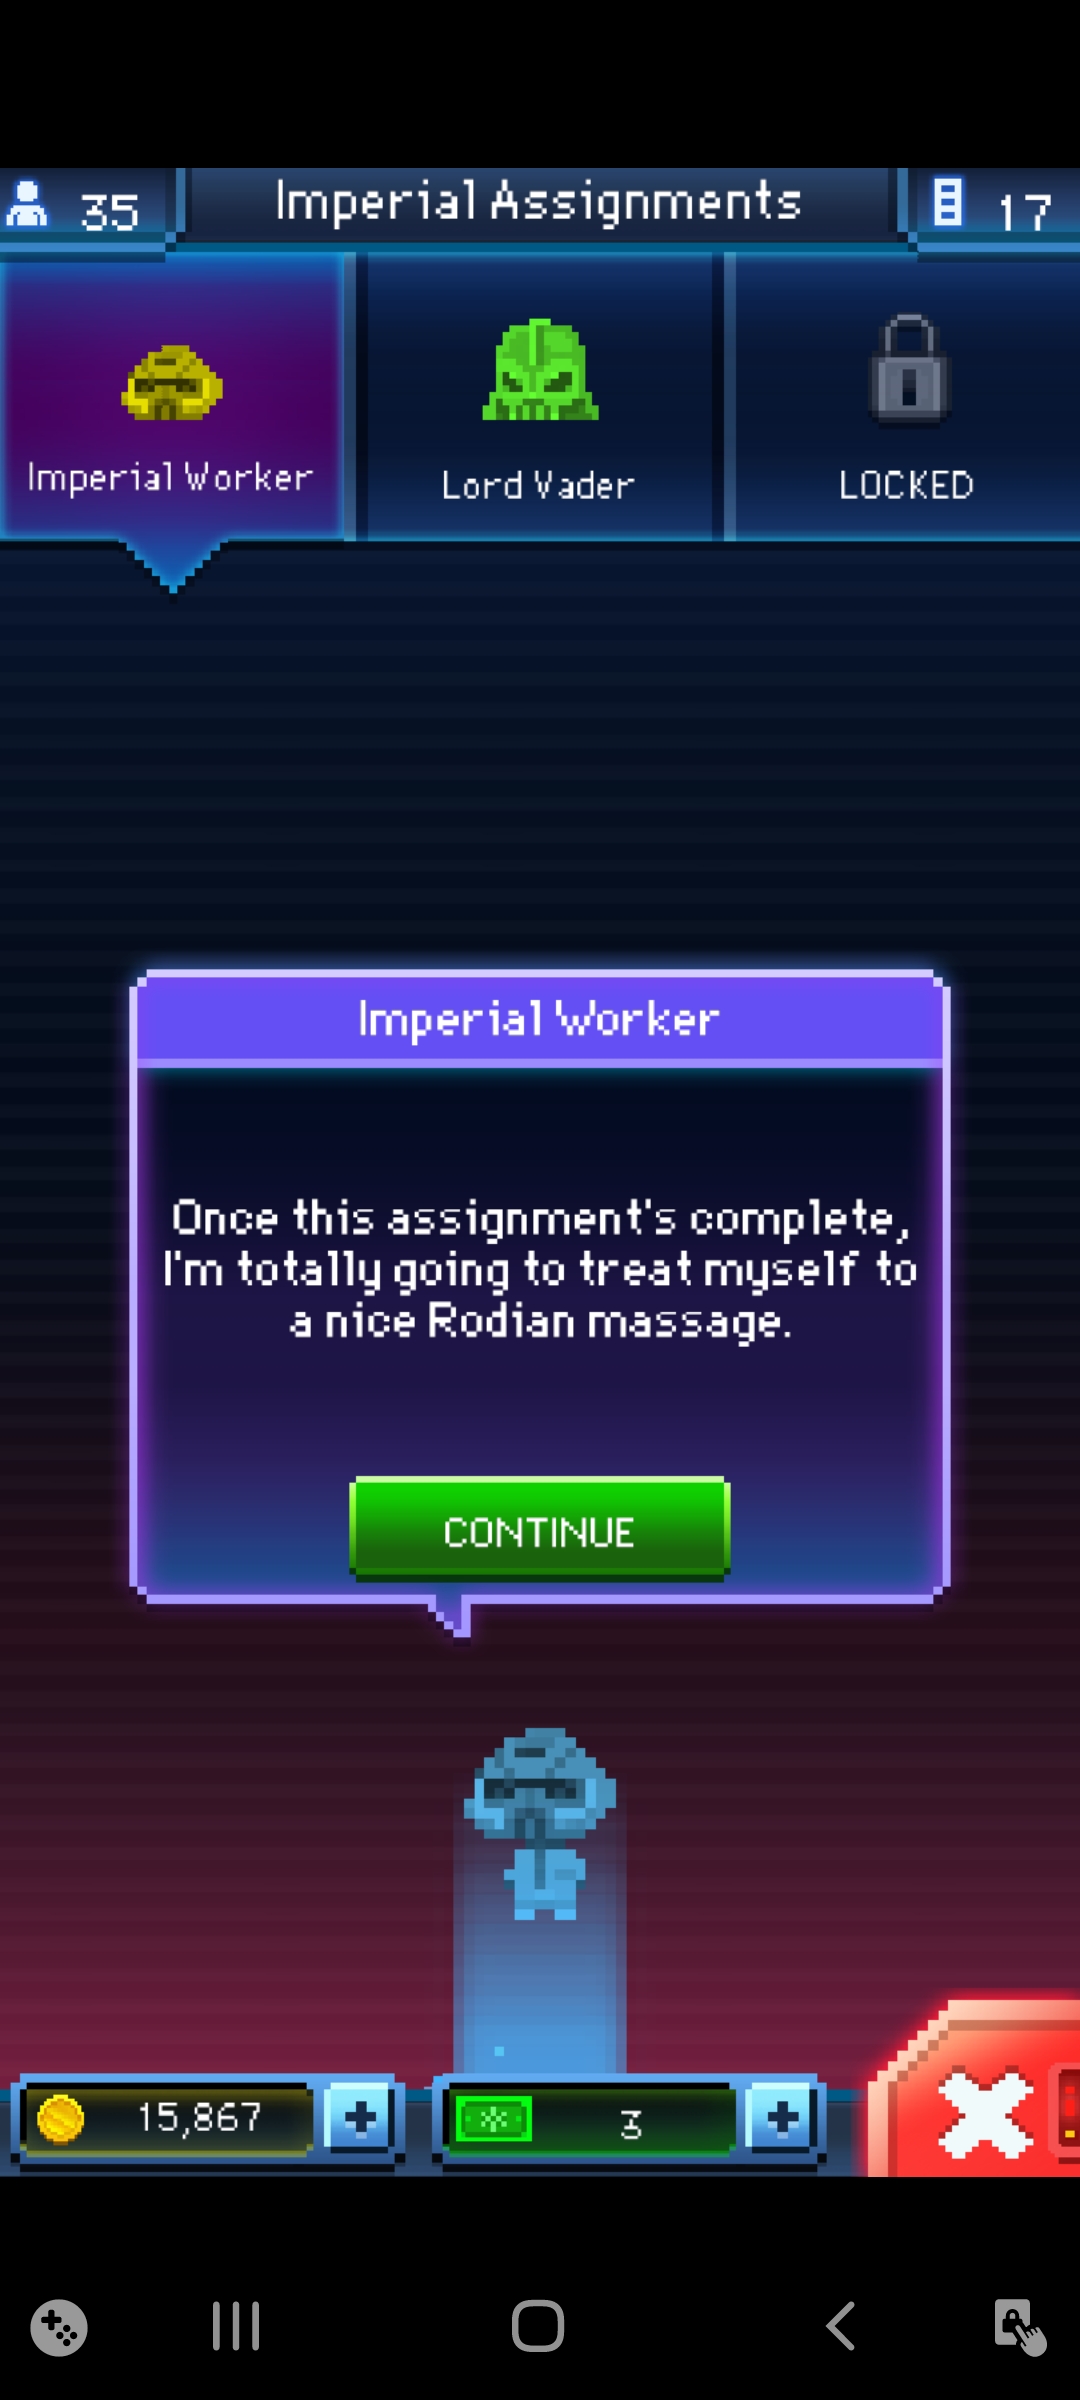 35
Imperial Assignments
17
Imperial Worker
Lord Vader
LOCKED
Imperial Worker
Once this assignment's complete,
I'm totally going to treat myself to
a nice Rodian massage.
CONTINUE
15,867
3